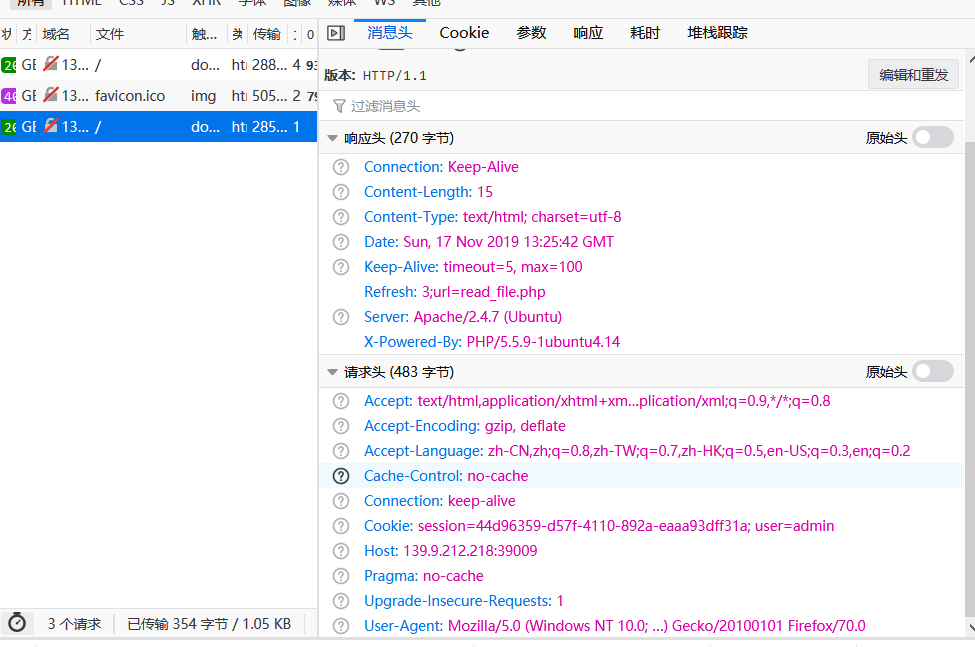 所有 HTML CSS JS XHR 字体 图像 媒体 WS 其他
域名 文件 触... 类 传输 0
GE 13... / do... 288... 4 93
GE 13... favicon.ico img 505... 2 79
GE 13... / do... 285... 1
3 个请求 已传输 354 字节 / 1.05 KB
消息头 Cookie 参数 响应 耗时 堆栈跟踪
版本: HTTP/1.1 编辑和重发
过滤消息头
响应头 (270 字节) 原始头
Connection: Keep-Alive
Content-Length: 15
Content-Type: text/html; charset=utf-8
Date: Sun, 17 Nov 2019 13:25:42 GMT
Keep-Alive: timeout=5, max=100
Refresh: 3;url=read_file.php
Server: Apache/2.4.7 (Ubuntu)
X-Powered-By: PHP/5.5.9-1ubuntu4.14
请求头 (483 字节) 原始头
Accept: text/html,application/xhtml+xm...plication/xml;q=0.9,*/*;q=0.8
Accept-Encoding: gzip, deflate
Accept-Language: zh-CN,zh;q=0.8,zh-TW;q=0.7,zh-HK;q=0.5,en-US;q=0.3,en;q=0.2
Cache-Control: no-cache
Connection: keep-alive
Cookie: session=44d96359-d57f-4110-892a-eaaa93dff31a; user=admin
Host: 139.9.212.218:39009
Pragma: no-cache
Upgrade-Insecure-Requests: 1
User-Agent: Mozilla/5.0 (Windows NT 10.0; ...) Gecko/20100101 Firefox/70.0